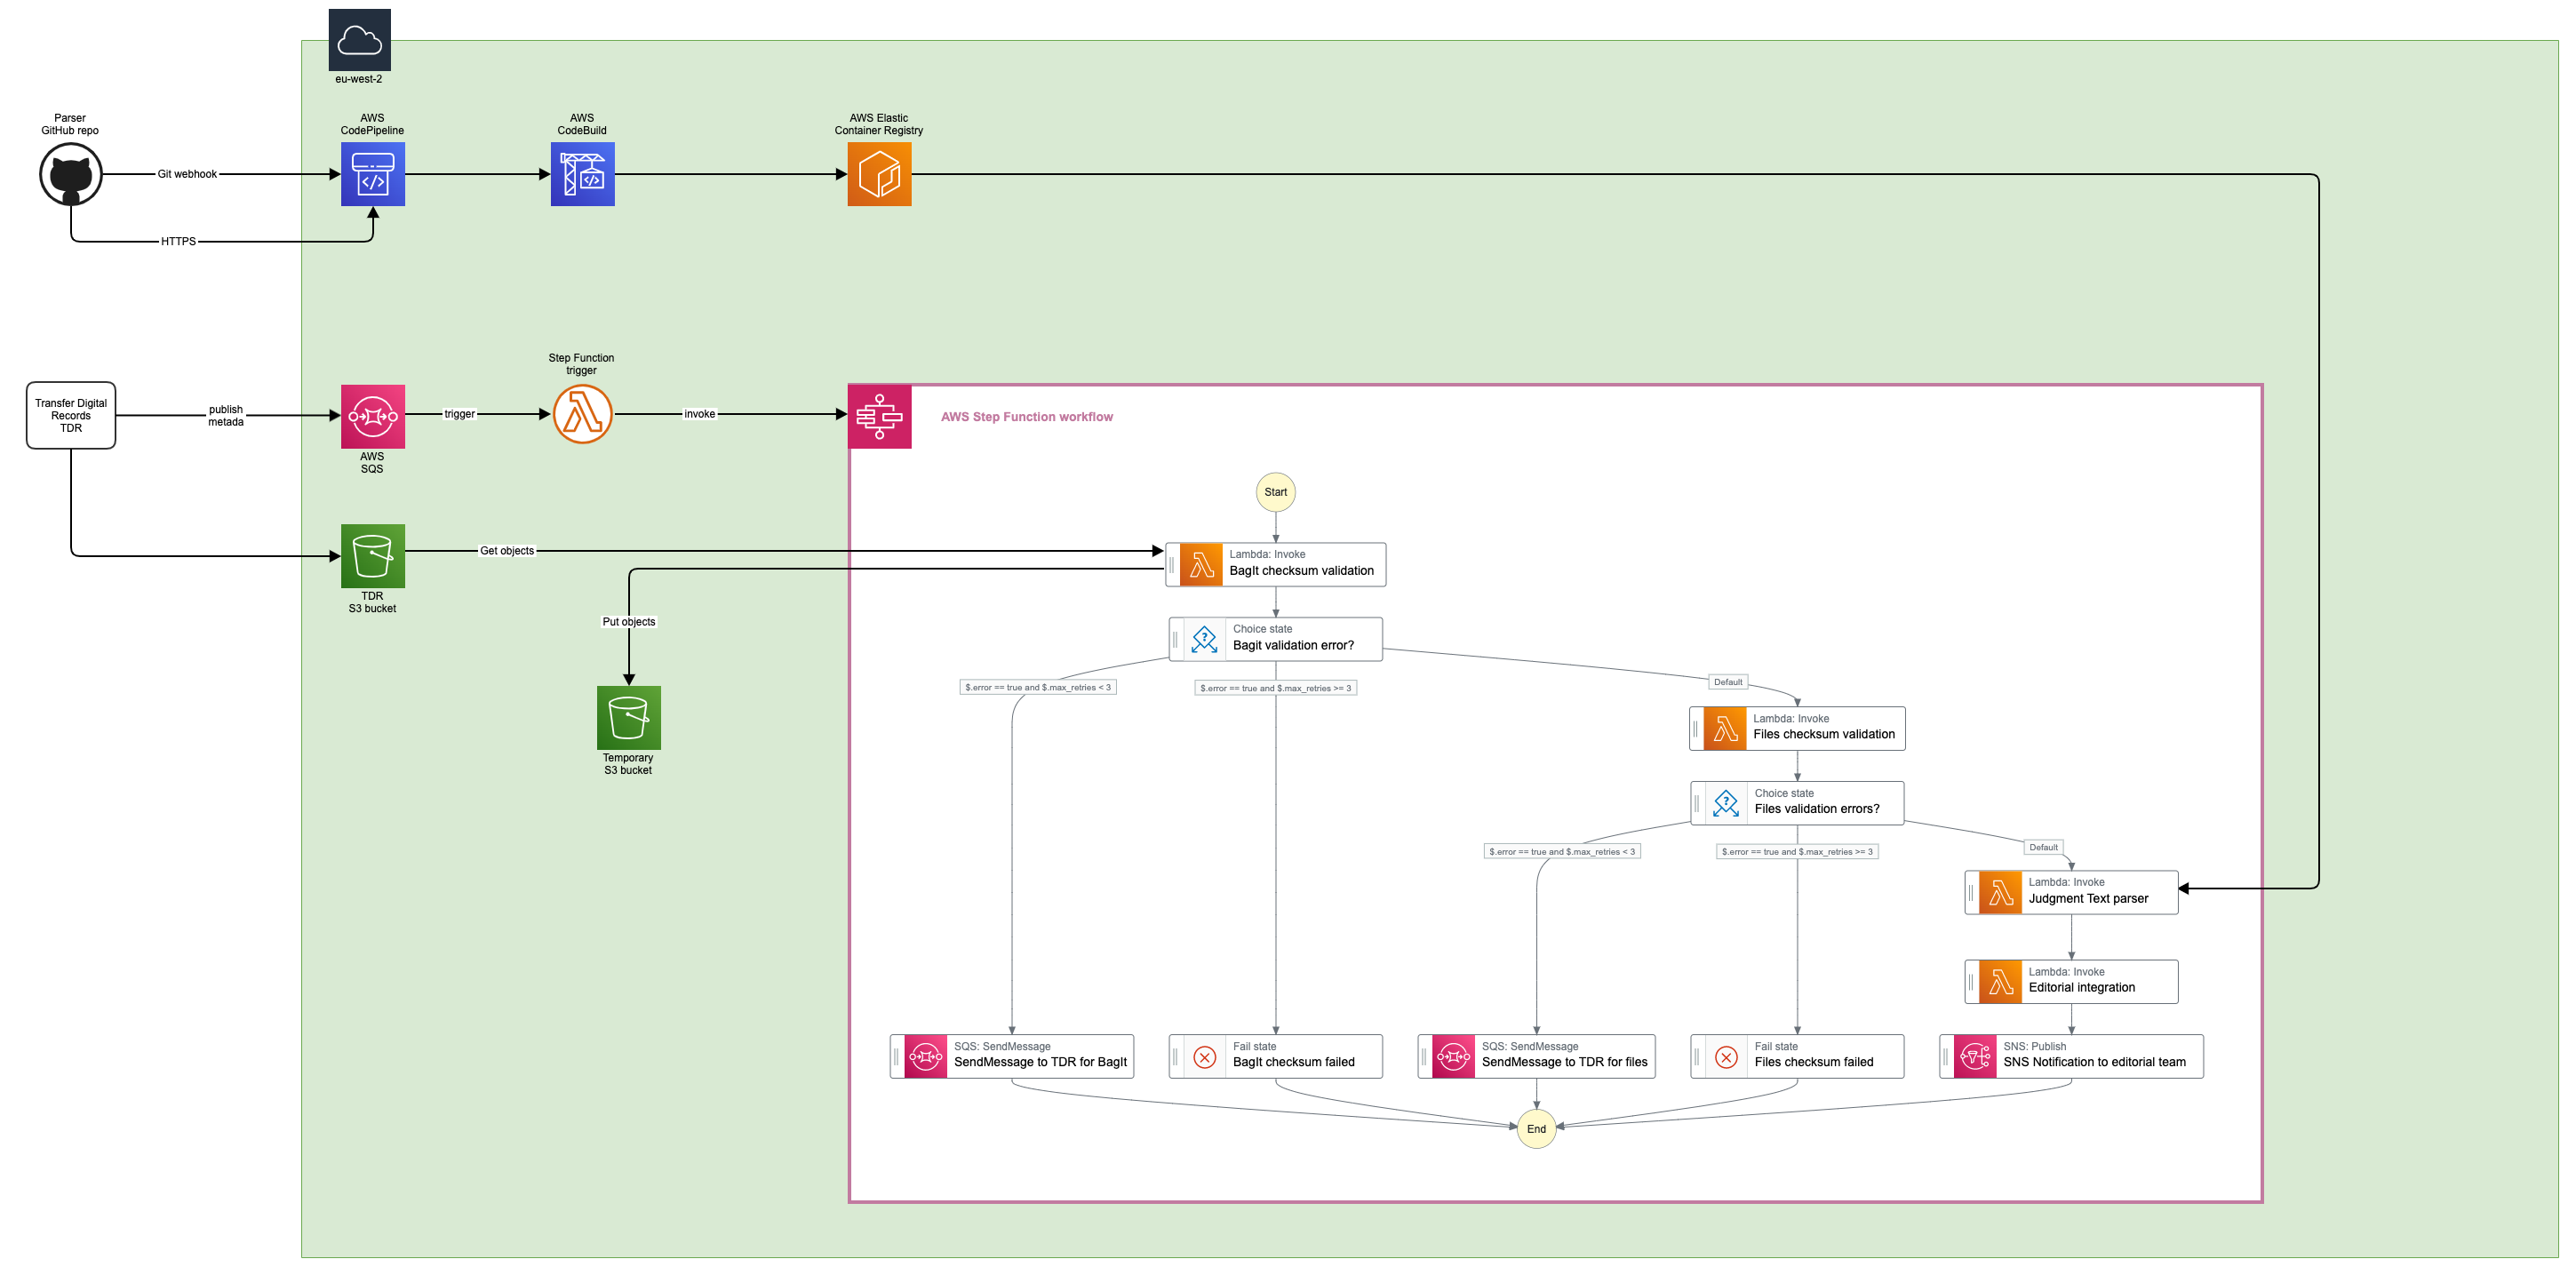 eu-west-2
Parser
GitHub repo
AWS
CodePipeline
AWS
CodeBuild
AWS Elastic
Container Registry
Git webhook
HTTPS
Step Function
trigger
Transfer Digital
Records
TDR
publish
metada
trigger
invoke
AWS Step Function workflow
AWS
SQS
Start
Get objects
Lambda: Invoke
BagIt checksum validation
TDR
S3 bucket
Put objects
Choice state
Bagit validation error?
$.error == true and $.max_retries < 3
$.error == true and $.max_retries >= 3
Default
Lambda: Invoke
Files checksum validation
Temporary
S3 bucket
Choice state
Files validation errors?
$.error == true and $.max_retries < 3
$.error == true and $.max_retries >= 3
Default
Lambda: Invoke
Judgment Text parser
Lambda: Invoke
Editorial integration
SQS: SendMessage
SendMessage to TDR for BagIt
Fail state
BagIt checksum failed
SQS: SendMessage
SendMessage to TDR for files
Fail state
Files checksum failed
SNS: Publish
SNS Notification to editorial team
End